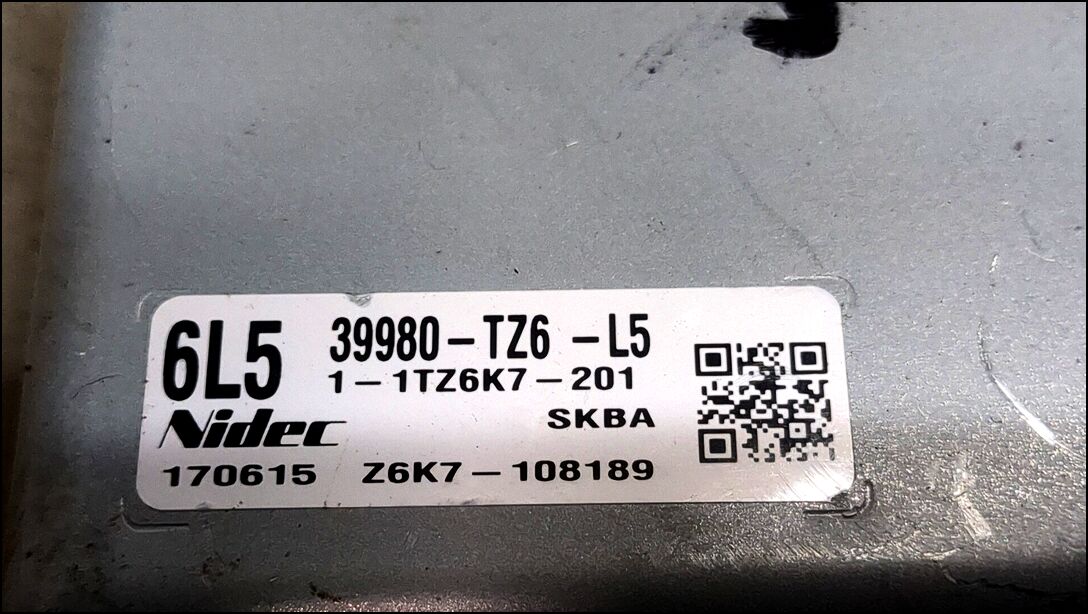 6L5 39980-TZ6 -L5
1-1TZ6K7-201
Nidec SKBA
170615 Z6K7-108189